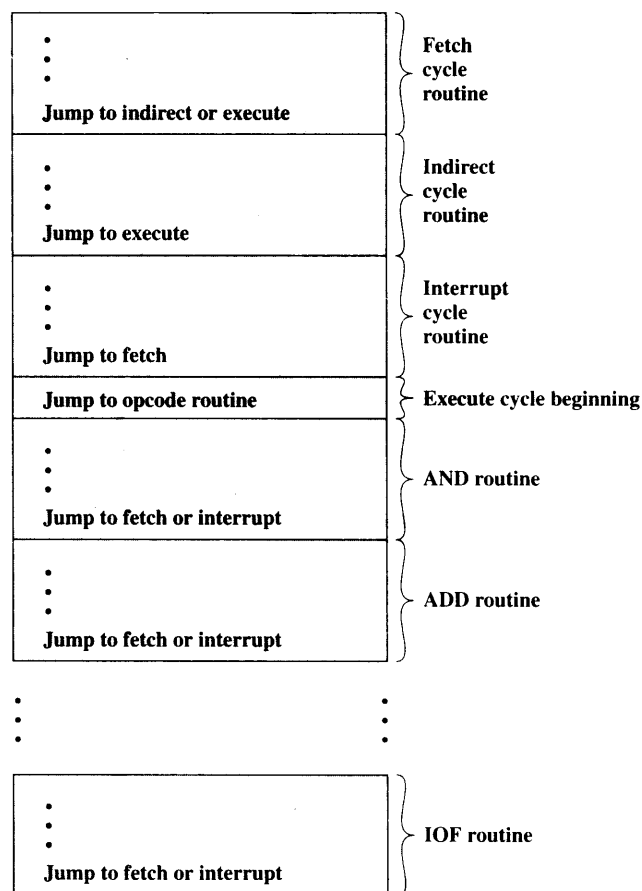 Fetch
cycle
routine
Jump to indirect or execute
Indirect
cycle
routine
Jump to execute
Interrupt
cycle
routine
Jump to fetch
Jump to opcode routine
Execute cycle beginning
AND routine
Jump to fetch or interrupt
ADD routine
Jump to fetch or interrupt
IOF routine
Jump to fetch or interrupt